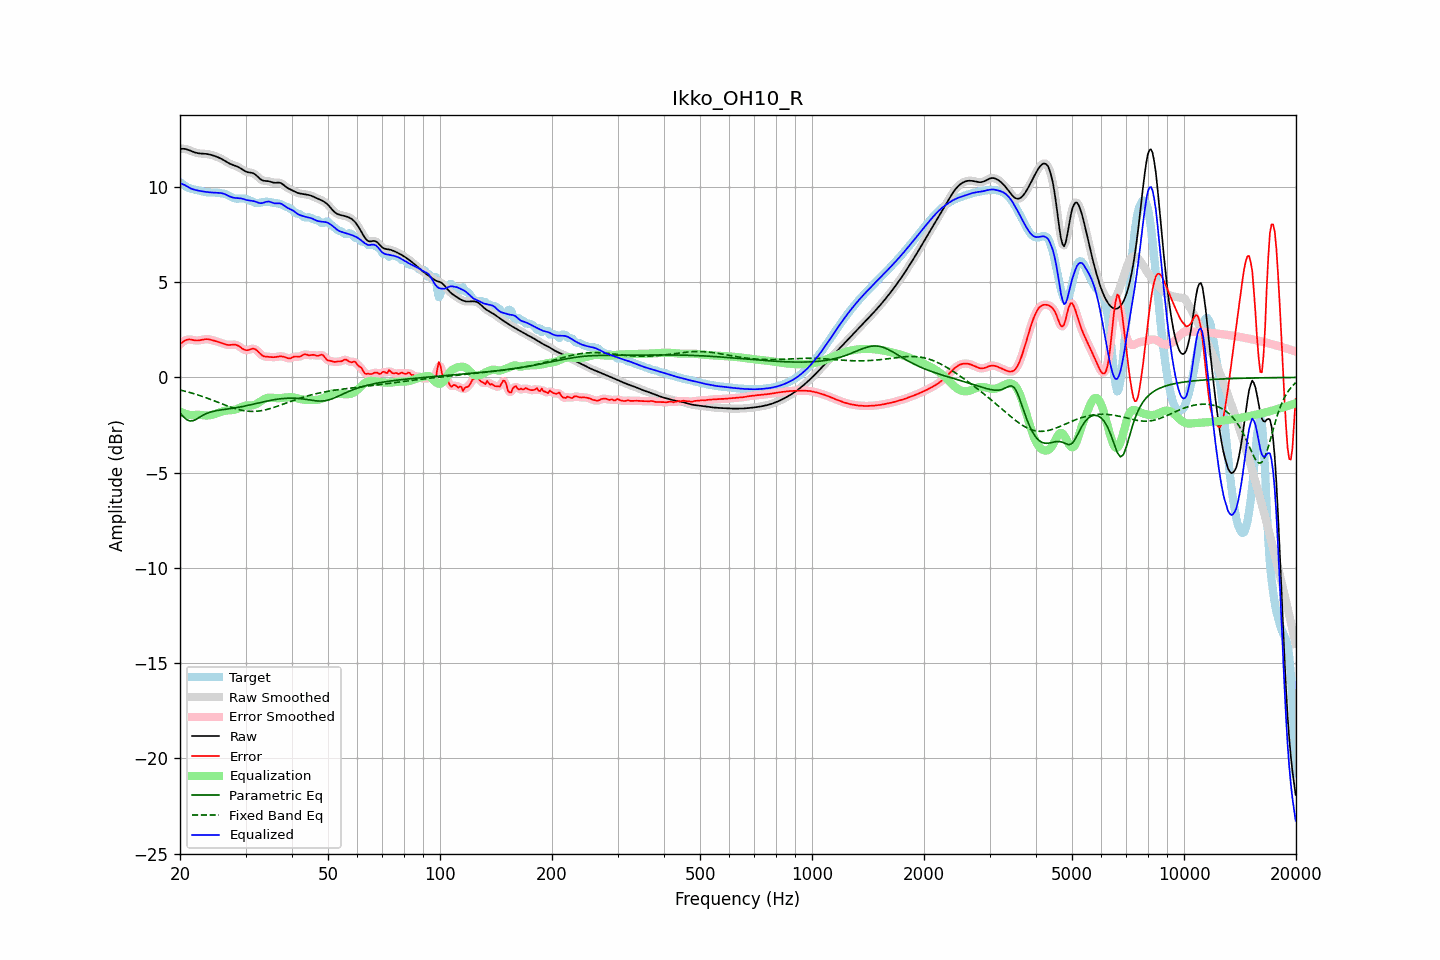 Ikko_OH10_R
Amplitude (dBr)
10
5
0
−5
−10
−15
−20
−25
Target
Raw Smoothed
Error Smoothed
Raw
Error
Equalization
Parametric Eq
Fixed Band Eq
Equalized
20
50
100
200
500
1000
2000
5000
10000
20000
Frequency (Hz)